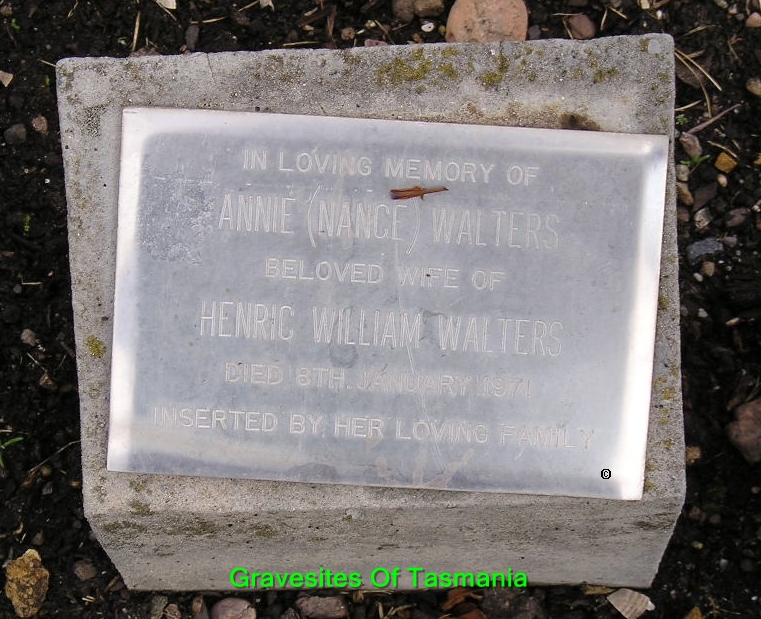 IN LOVING MEMORY OF
ANNIE (NANCE) WALTERS
BELOVED WIFE OF
HENRIC WILLIAM WALTERS
DIED 8TH. JANUARY 1971
INSERTED BY HER LOVING FAMILY
©
Gravesites Of Tasmania